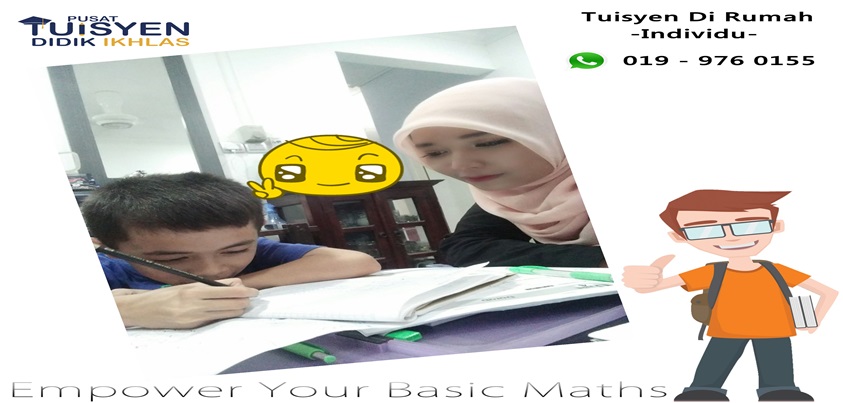 PUSAT
TUISYEN
DIDIK IKHLAS
Tuisyen Di Rumah
-Individu-
019 - 976 0155
Empower Your Basic Maths